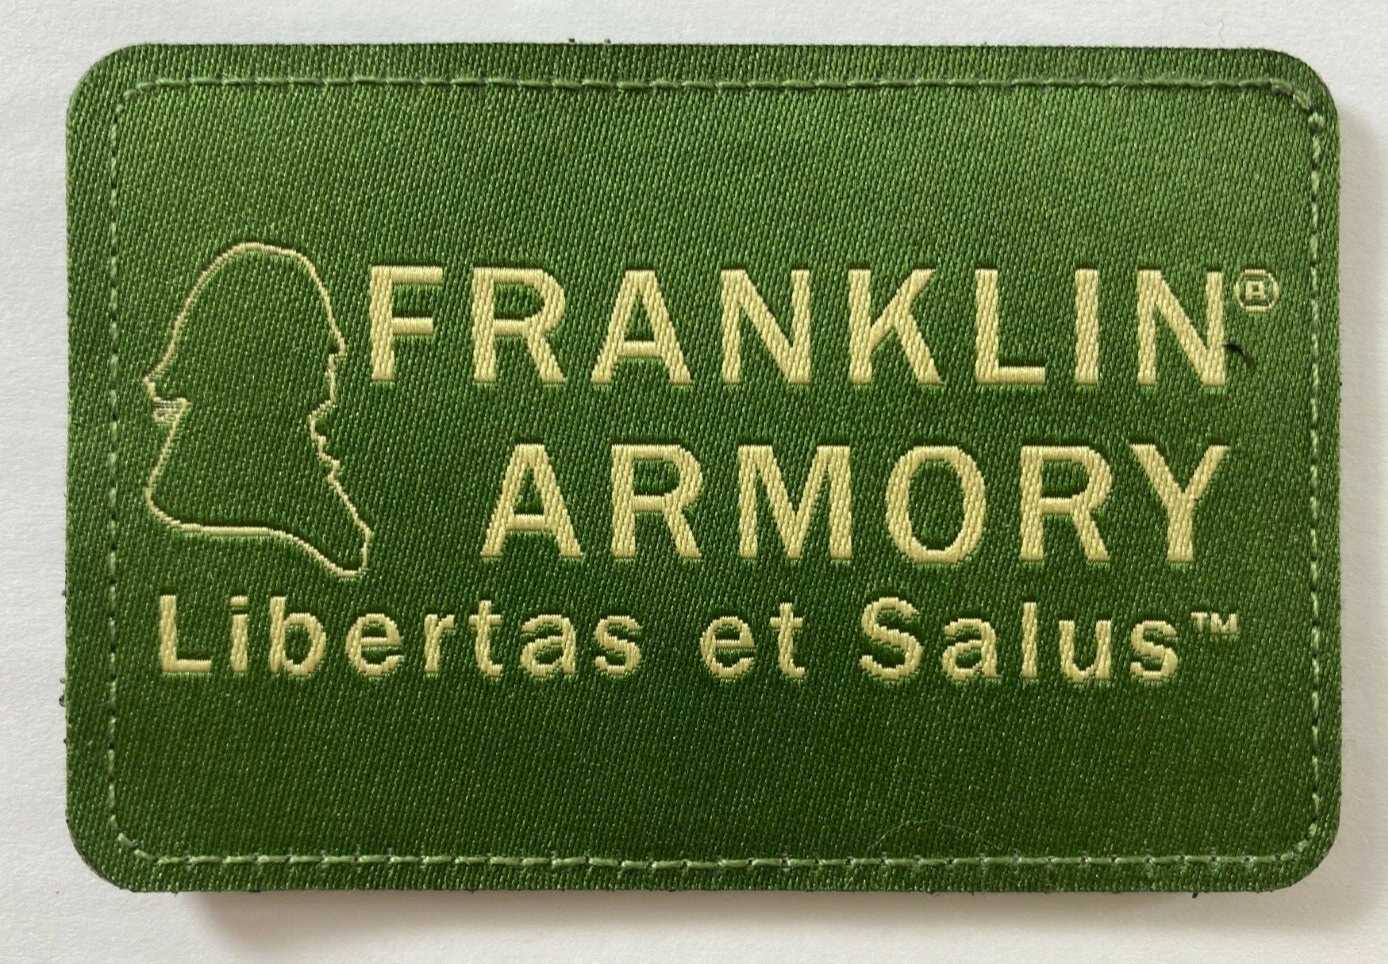 FRANKLIN®
ARMORY
Libertas et Salus™